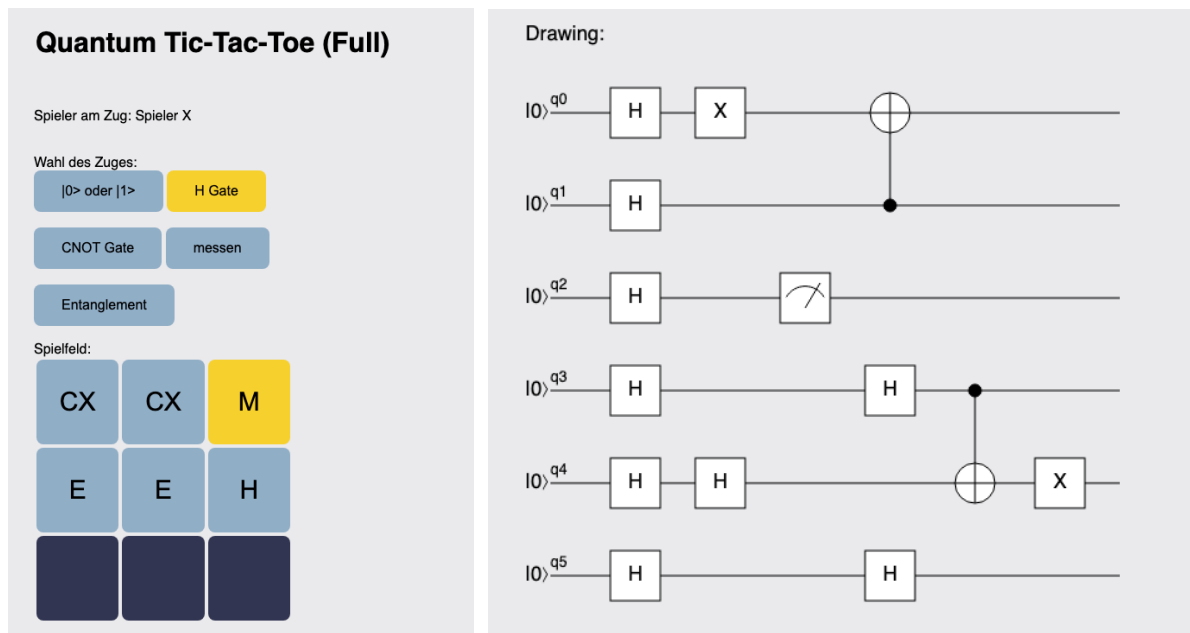 Quantum Tic-Tac-Toe (Full)
Spieler am Zug: Spieler X
Wahl des Zuges:
|0> oder |1>
H Gate
CNOT Gate
messen
Entanglement
Spielfeld:
CX CX M
E E H
Drawing:
|0⟩ q0 H X
|0⟩ q1 H
|0⟩ q2 H
|0⟩ q3 H H
|0⟩ q4 H H X
|0⟩ q5 H H